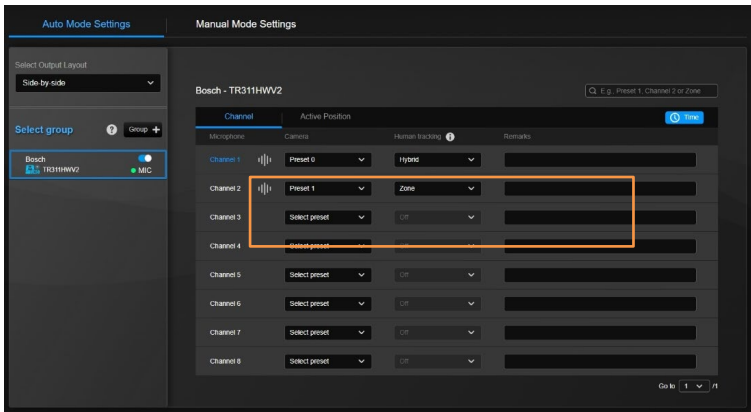 Auto Mode Settings Manual Mode Settings
Select Output Layout
Side-by-side
Bosch - TR311HWV2
E.g., Preset 1, Channel 2 or Zone
Select group ? Group +
Bosch
TR311HWV2 MIC
Channel Active Position Time
Microphone Camera Human tracking Remarks
Channel 1 Preset 0 Hybrid
Channel 2 Preset 1 Zone
Channel 3 Select preset Off
Channel 4 Select preset Off
Channel 5 Select preset Off
Channel 6 Select preset Off
Channel 7 Select preset Off
Channel 8 Select preset Off
Go to 1 /1